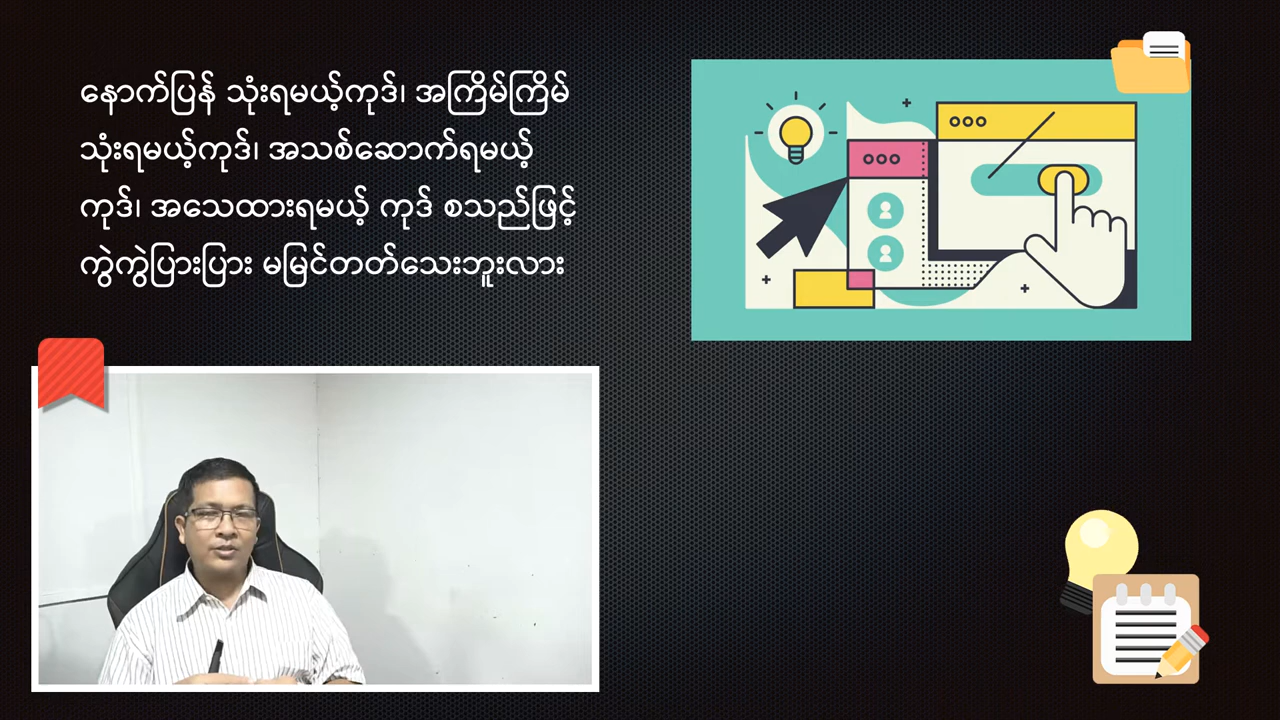 နောက်ပြန် သုံးရမယ့်ကုဒ်၊ အကြိမ်ကြိမ်
သုံးရမယ့်ကုဒ်၊ အသစ်ဆောက်ရမယ့်
ကုဒ်၊ အသေထားရမယ့် ကုဒ် စသည်ဖြင့်
ကွဲကွဲပြားပြား မမြင်တတ်သေးဘူးလား